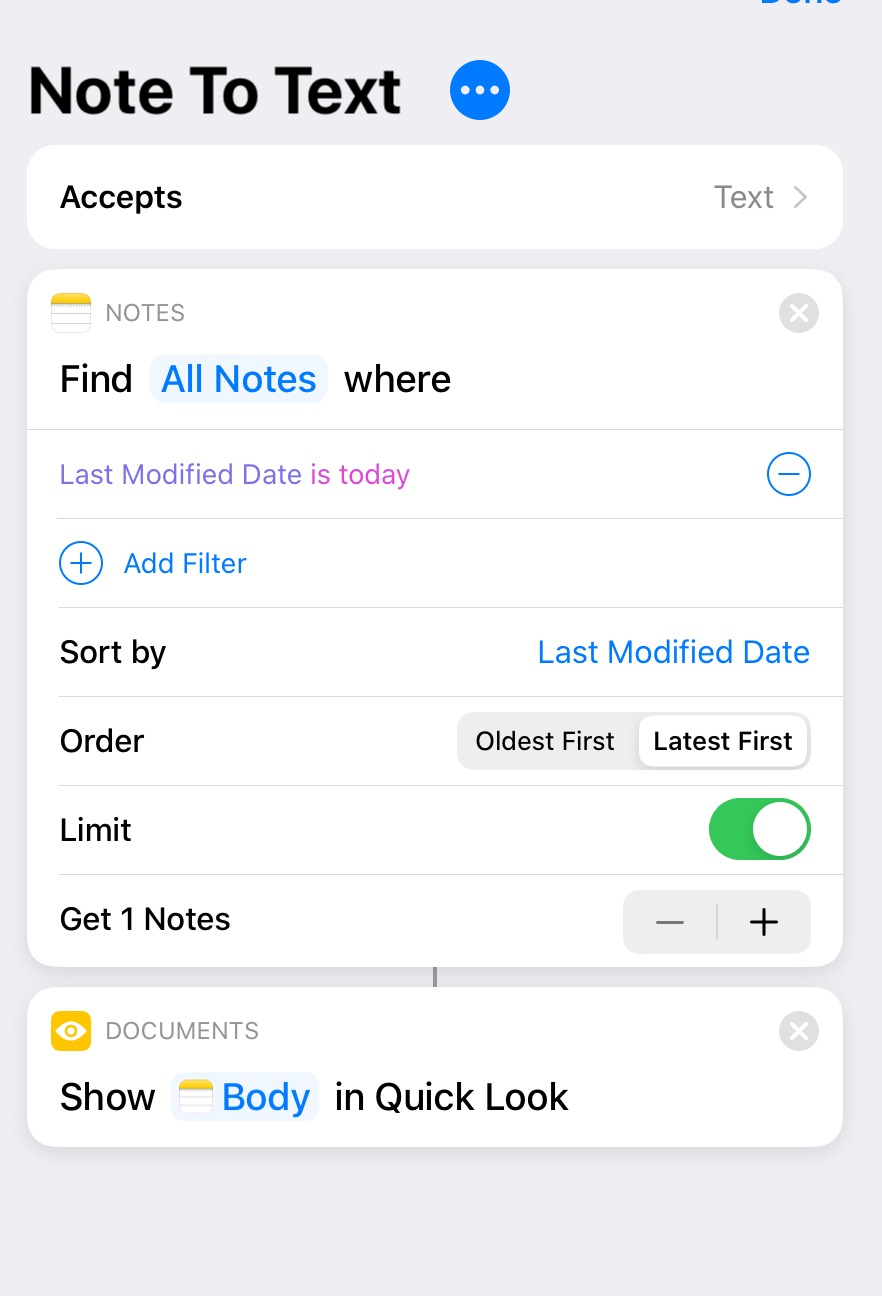 Done
Note To Text
Accepts Text
NOTES
Find All Notes where
Last Modified Date is today
Add Filter
Sort by Last Modified Date
Order Oldest First Latest First
Limit
Get 1 Notes
DOCUMENTS
Show Body in Quick Look